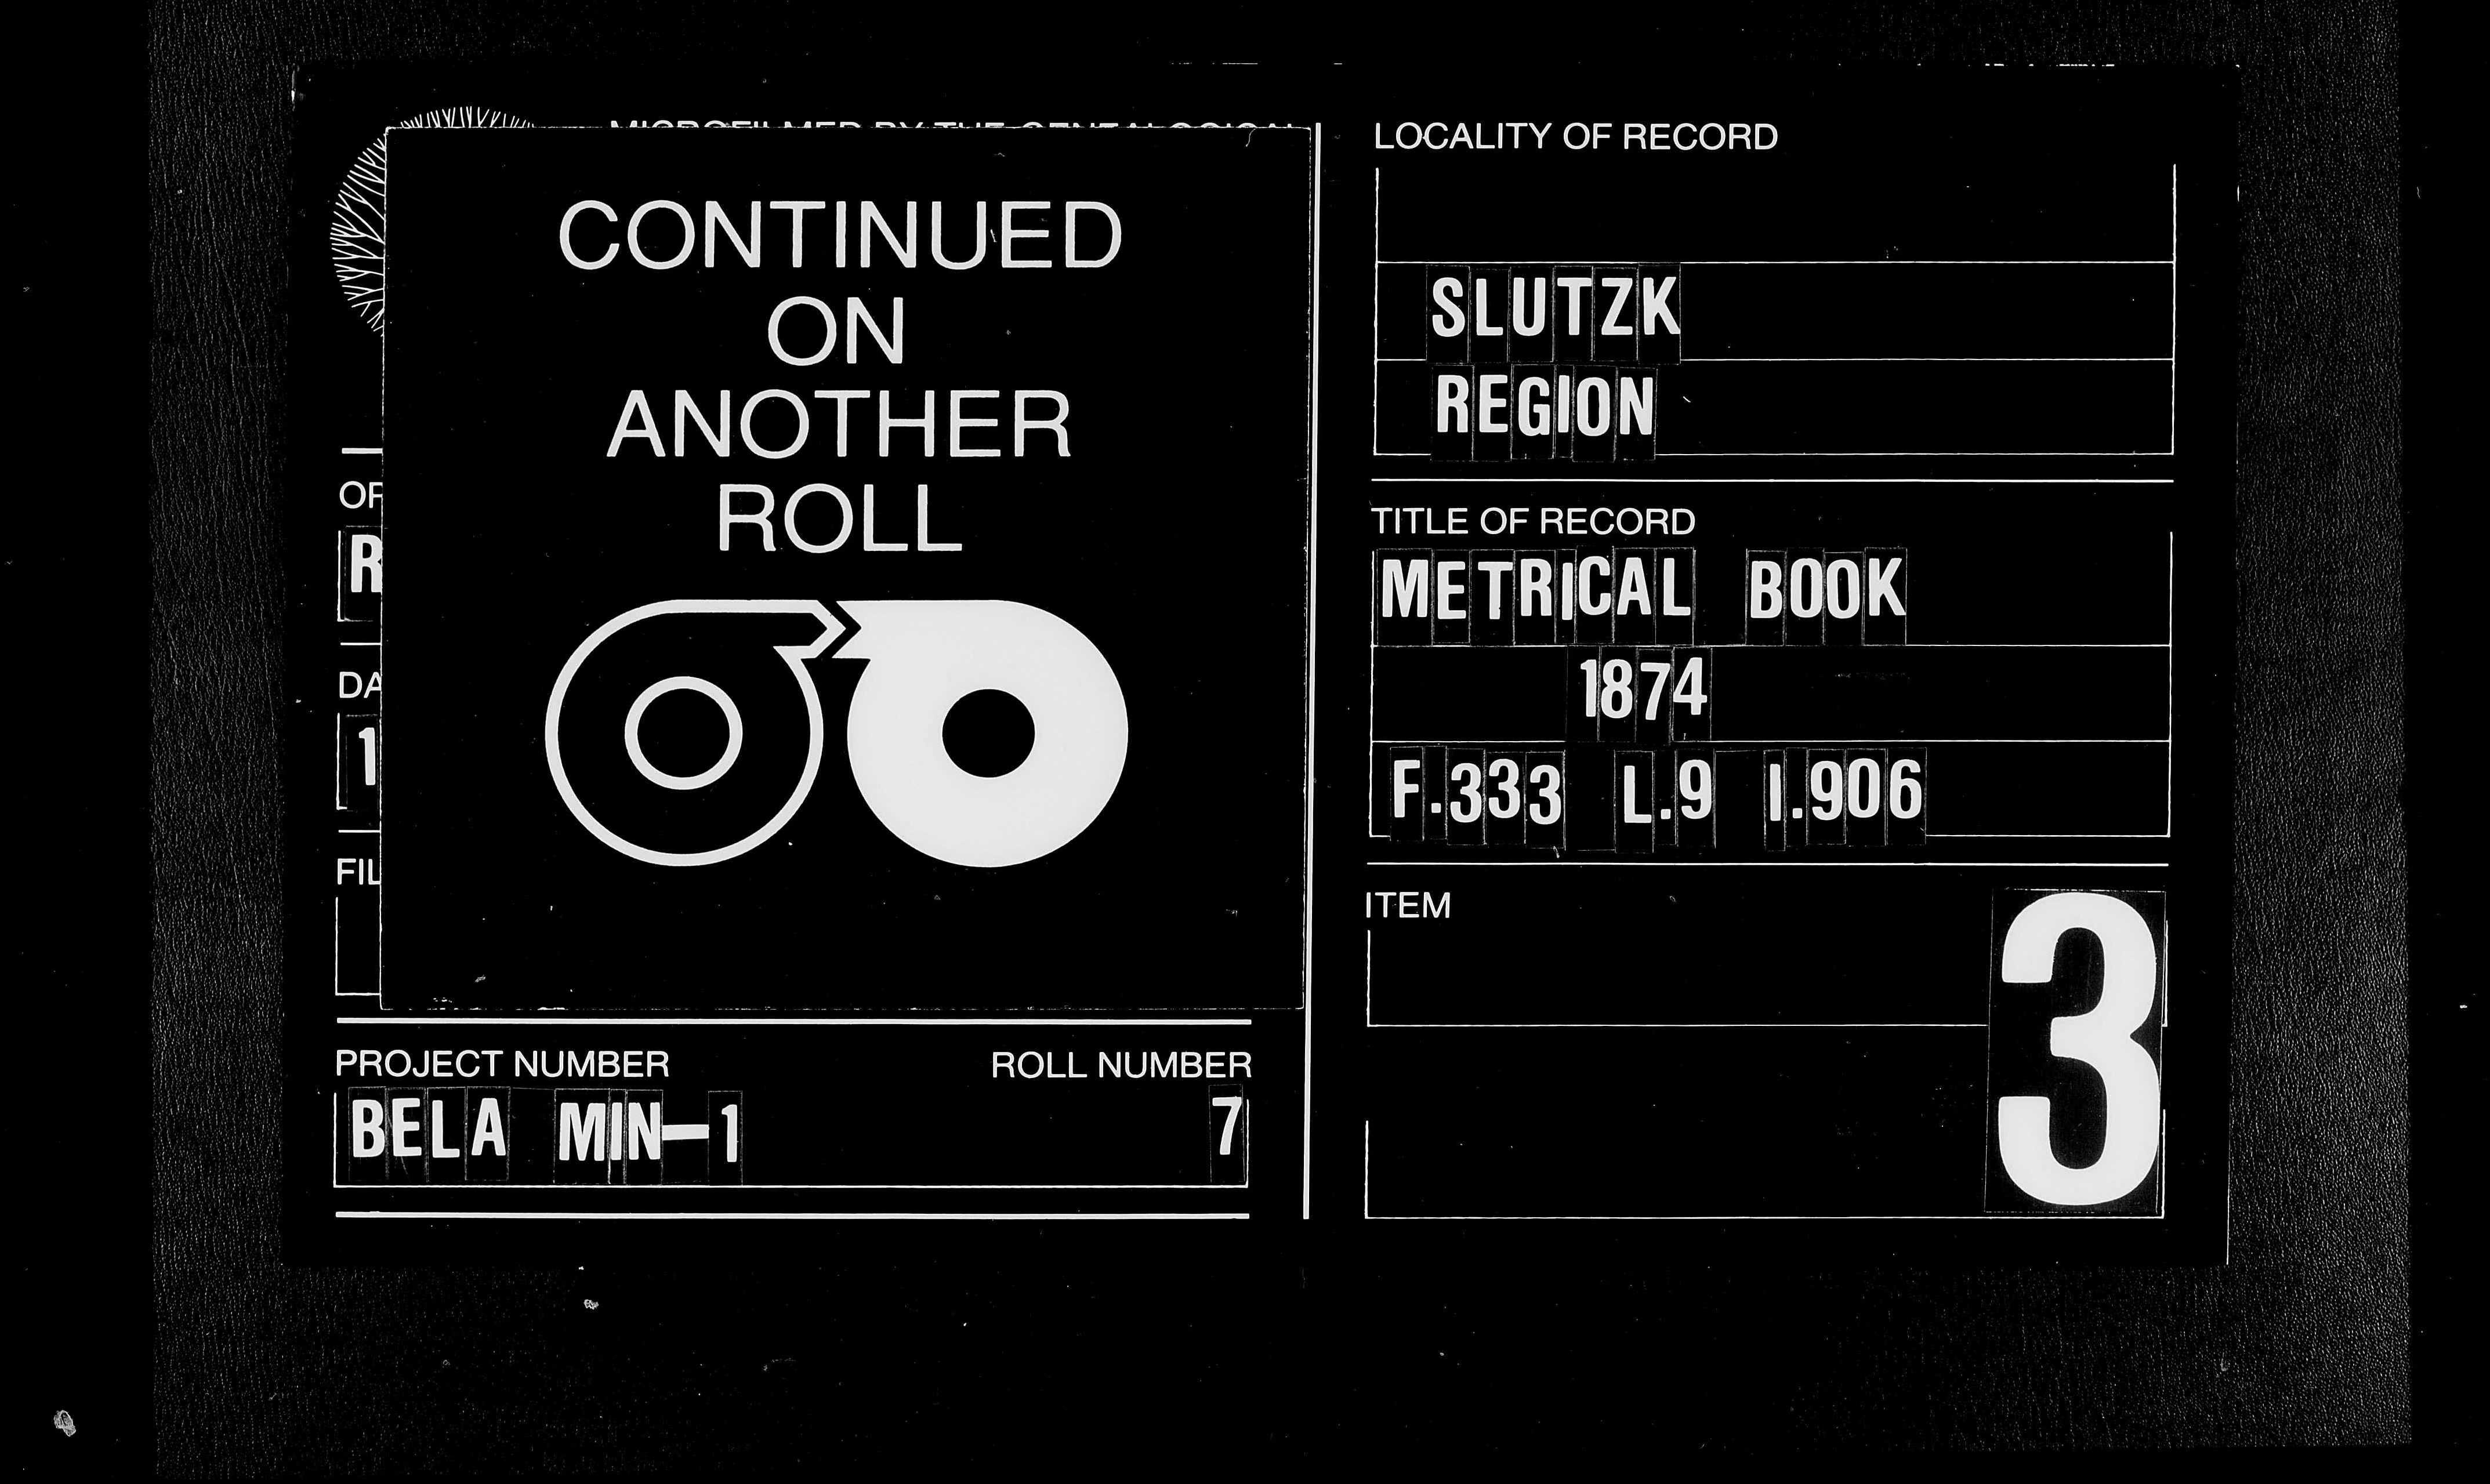 CONTINUED
ON
ANOTHER
ROLL
PROJECT NUMBER ROLL NUMBER
BELA MIN-1 7
LOCALITY OF RECORD
SLUTZK
REGION
TITLE OF RECORD
METRICAL BOOK
1874
F.333 L.9 I.906
ITEM
3